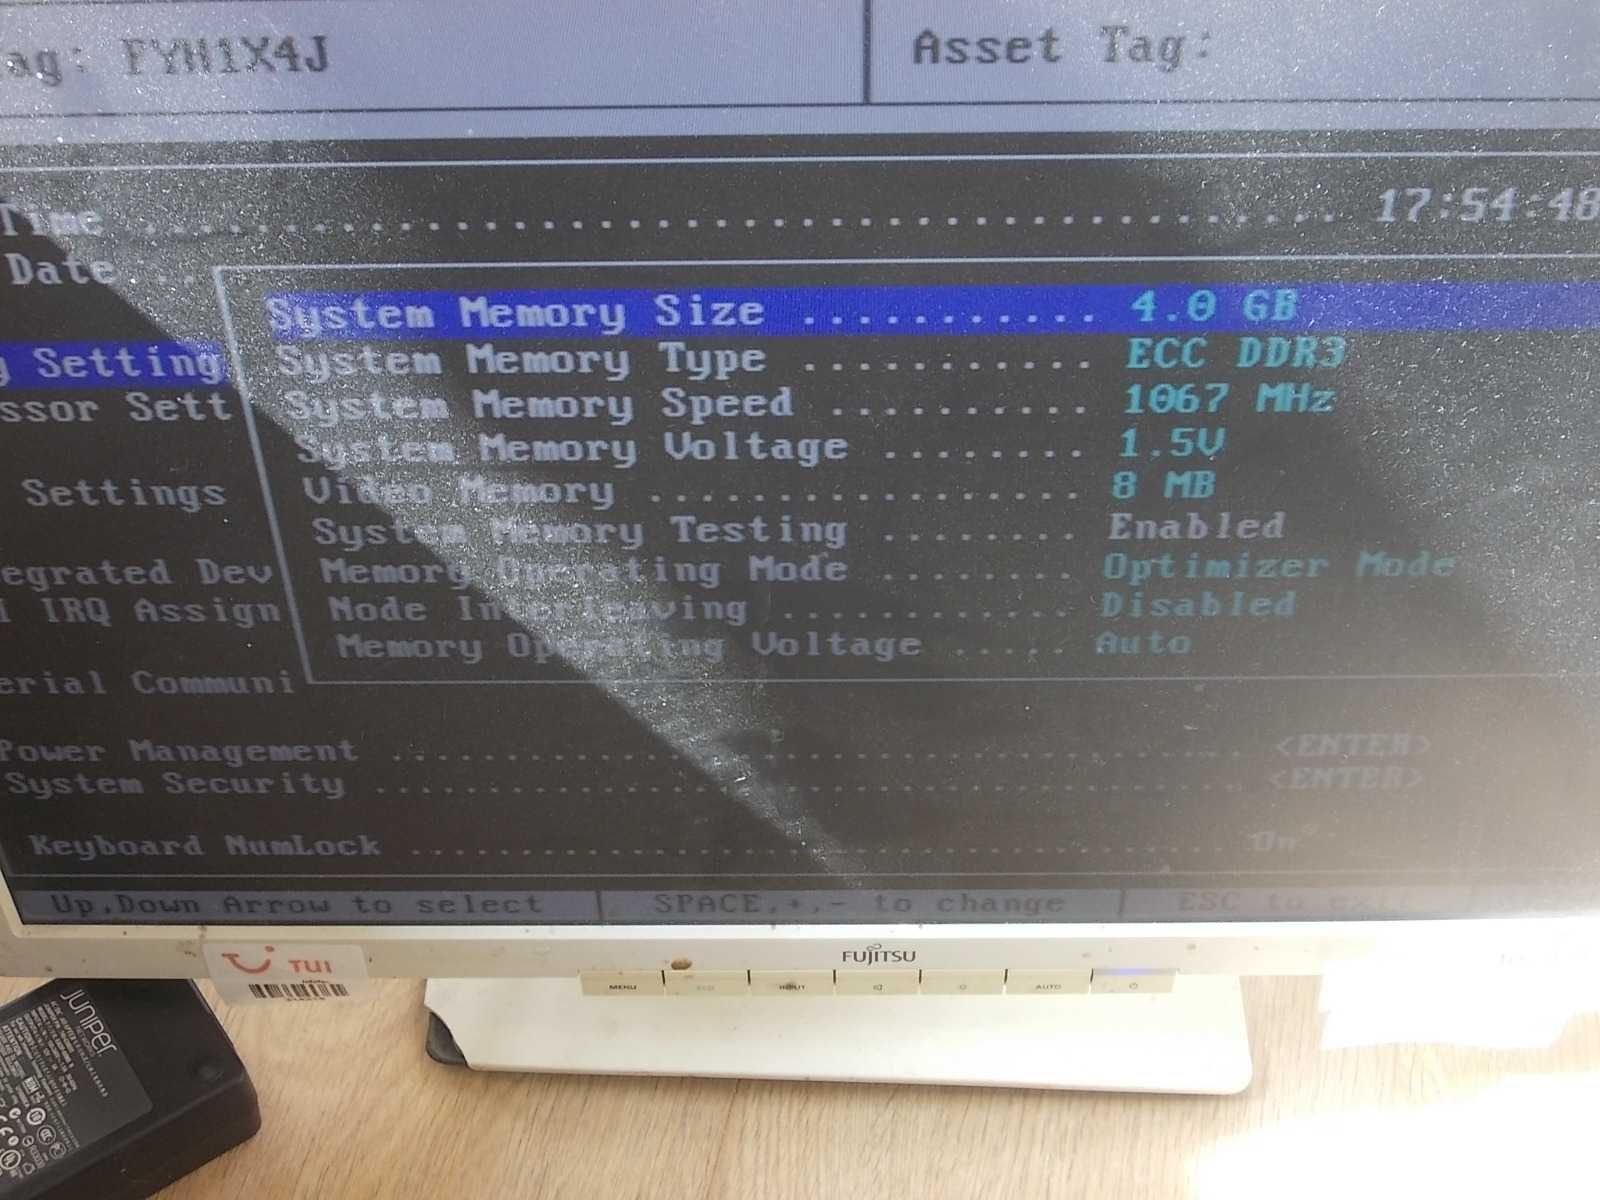 ag: FYM1X4J
Asset Tag:
Time ........................................ 17:54:48
Date ...
System Memory Size ........... 4.0 GB
y Setting
System Memory Type ........... ECC DDR3
ssor Sett
System Memory Speed .......... 1067 MHz
System Memory Voltage ........ 1.5V
Settings
Video Memory ................. 8 MB
System Memory Testing ........ Enabled
egrated Dev
Memory Operating Mode ........ Optimizer Mode
I IRQ Assign
Node Interleaving ............ Disabled
Memory Operating Voltage ..... Auto
erial Communi
Power Management ................................ <ENTER>
System Security ................................. <ENTER>
Keyboard NumLock ............................... On
Up,Down Arrow to select
SPACE,+,- to change
ESC to exit
TUI
FUJITSU
MENU
ECO
INPUT
AUTO
JUNIPER